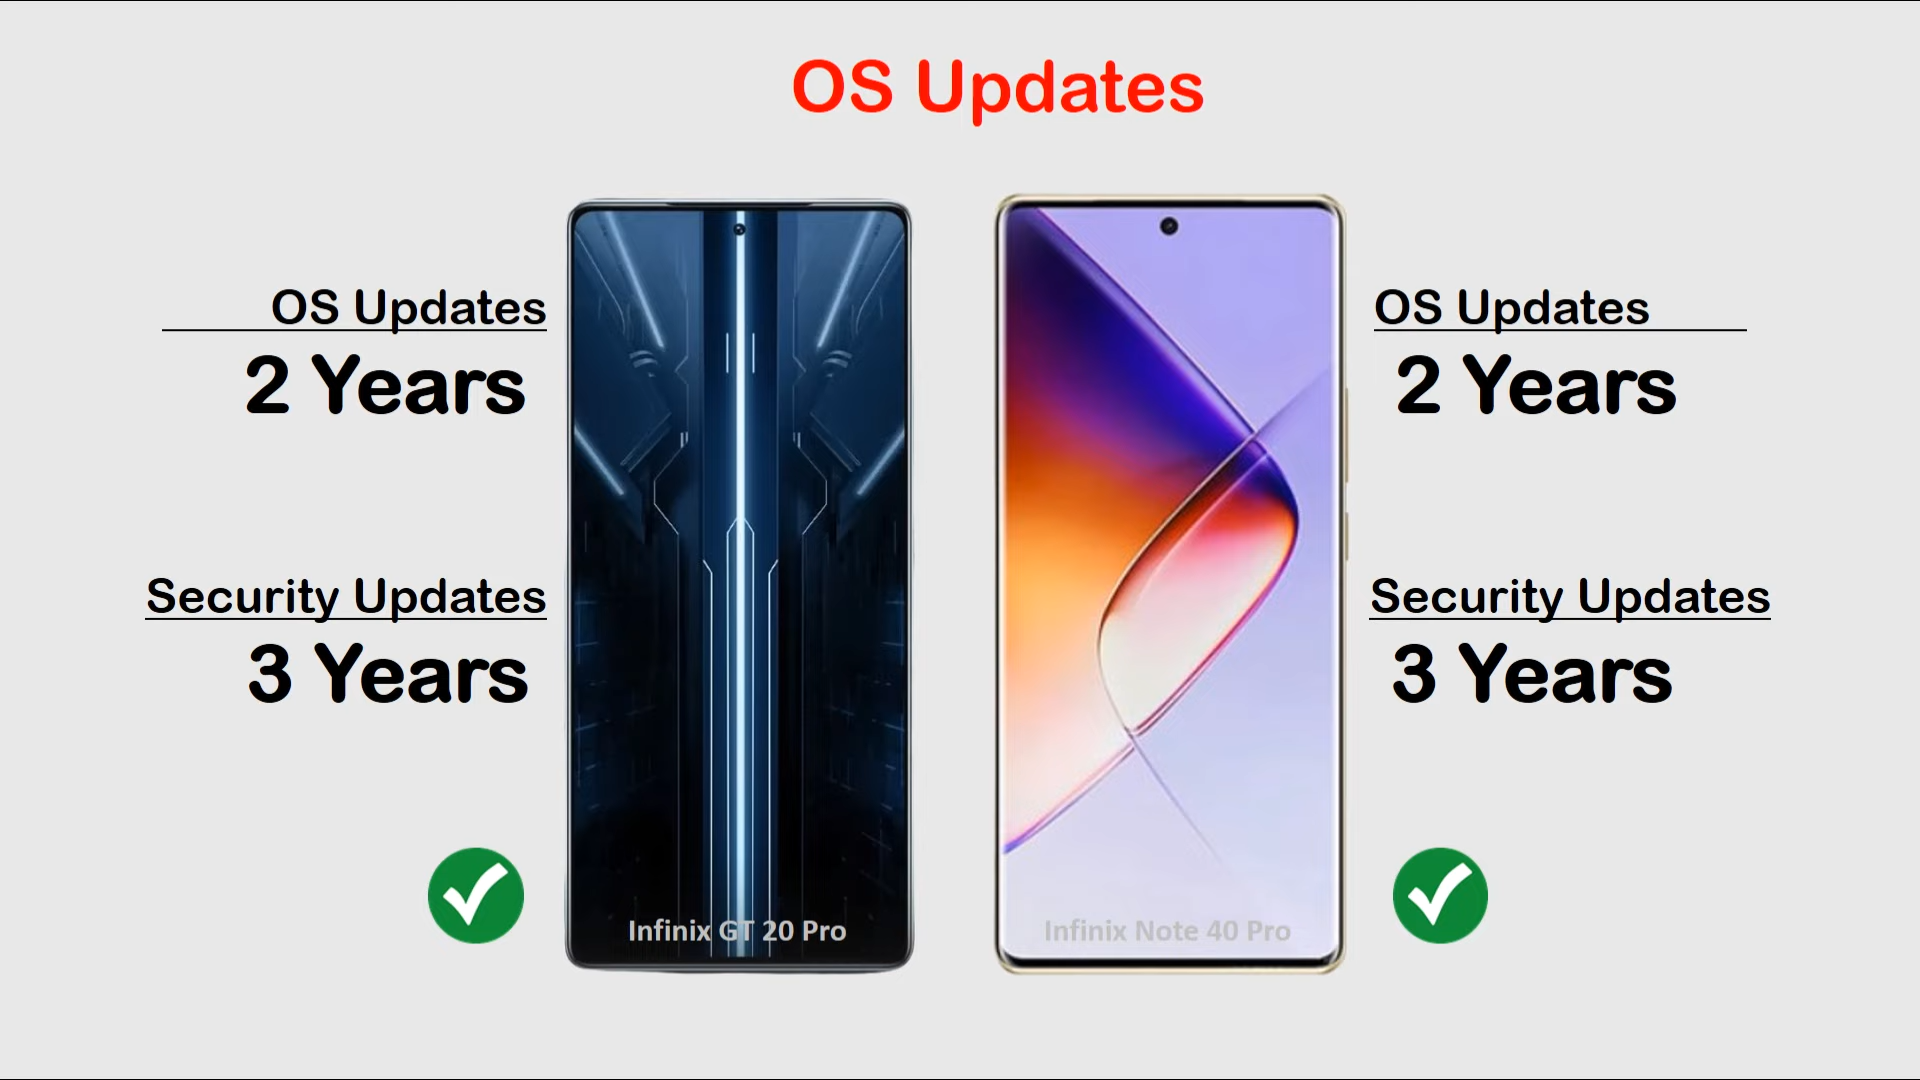 OS Updates
OS Updates
2 Years
Security Updates
3 Years
Infinix GT 20 Pro
OS Updates
2 Years
Security Updates
3 Years
Infinix Note 40 Pro